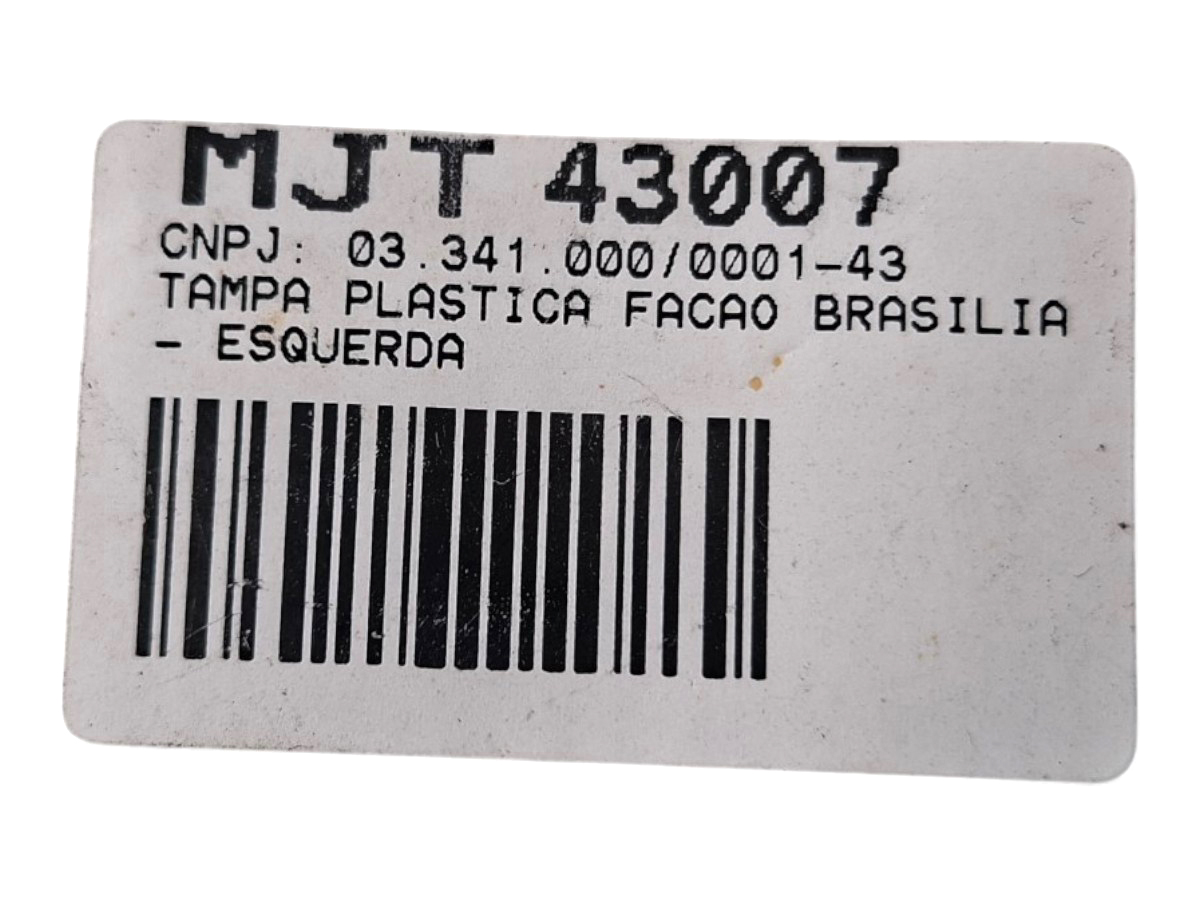 MJT 43007
CNPJ: 03.341.000/0001-43
TAMPA PLASTICA FACAO BRASILIA
- ESQUERDA